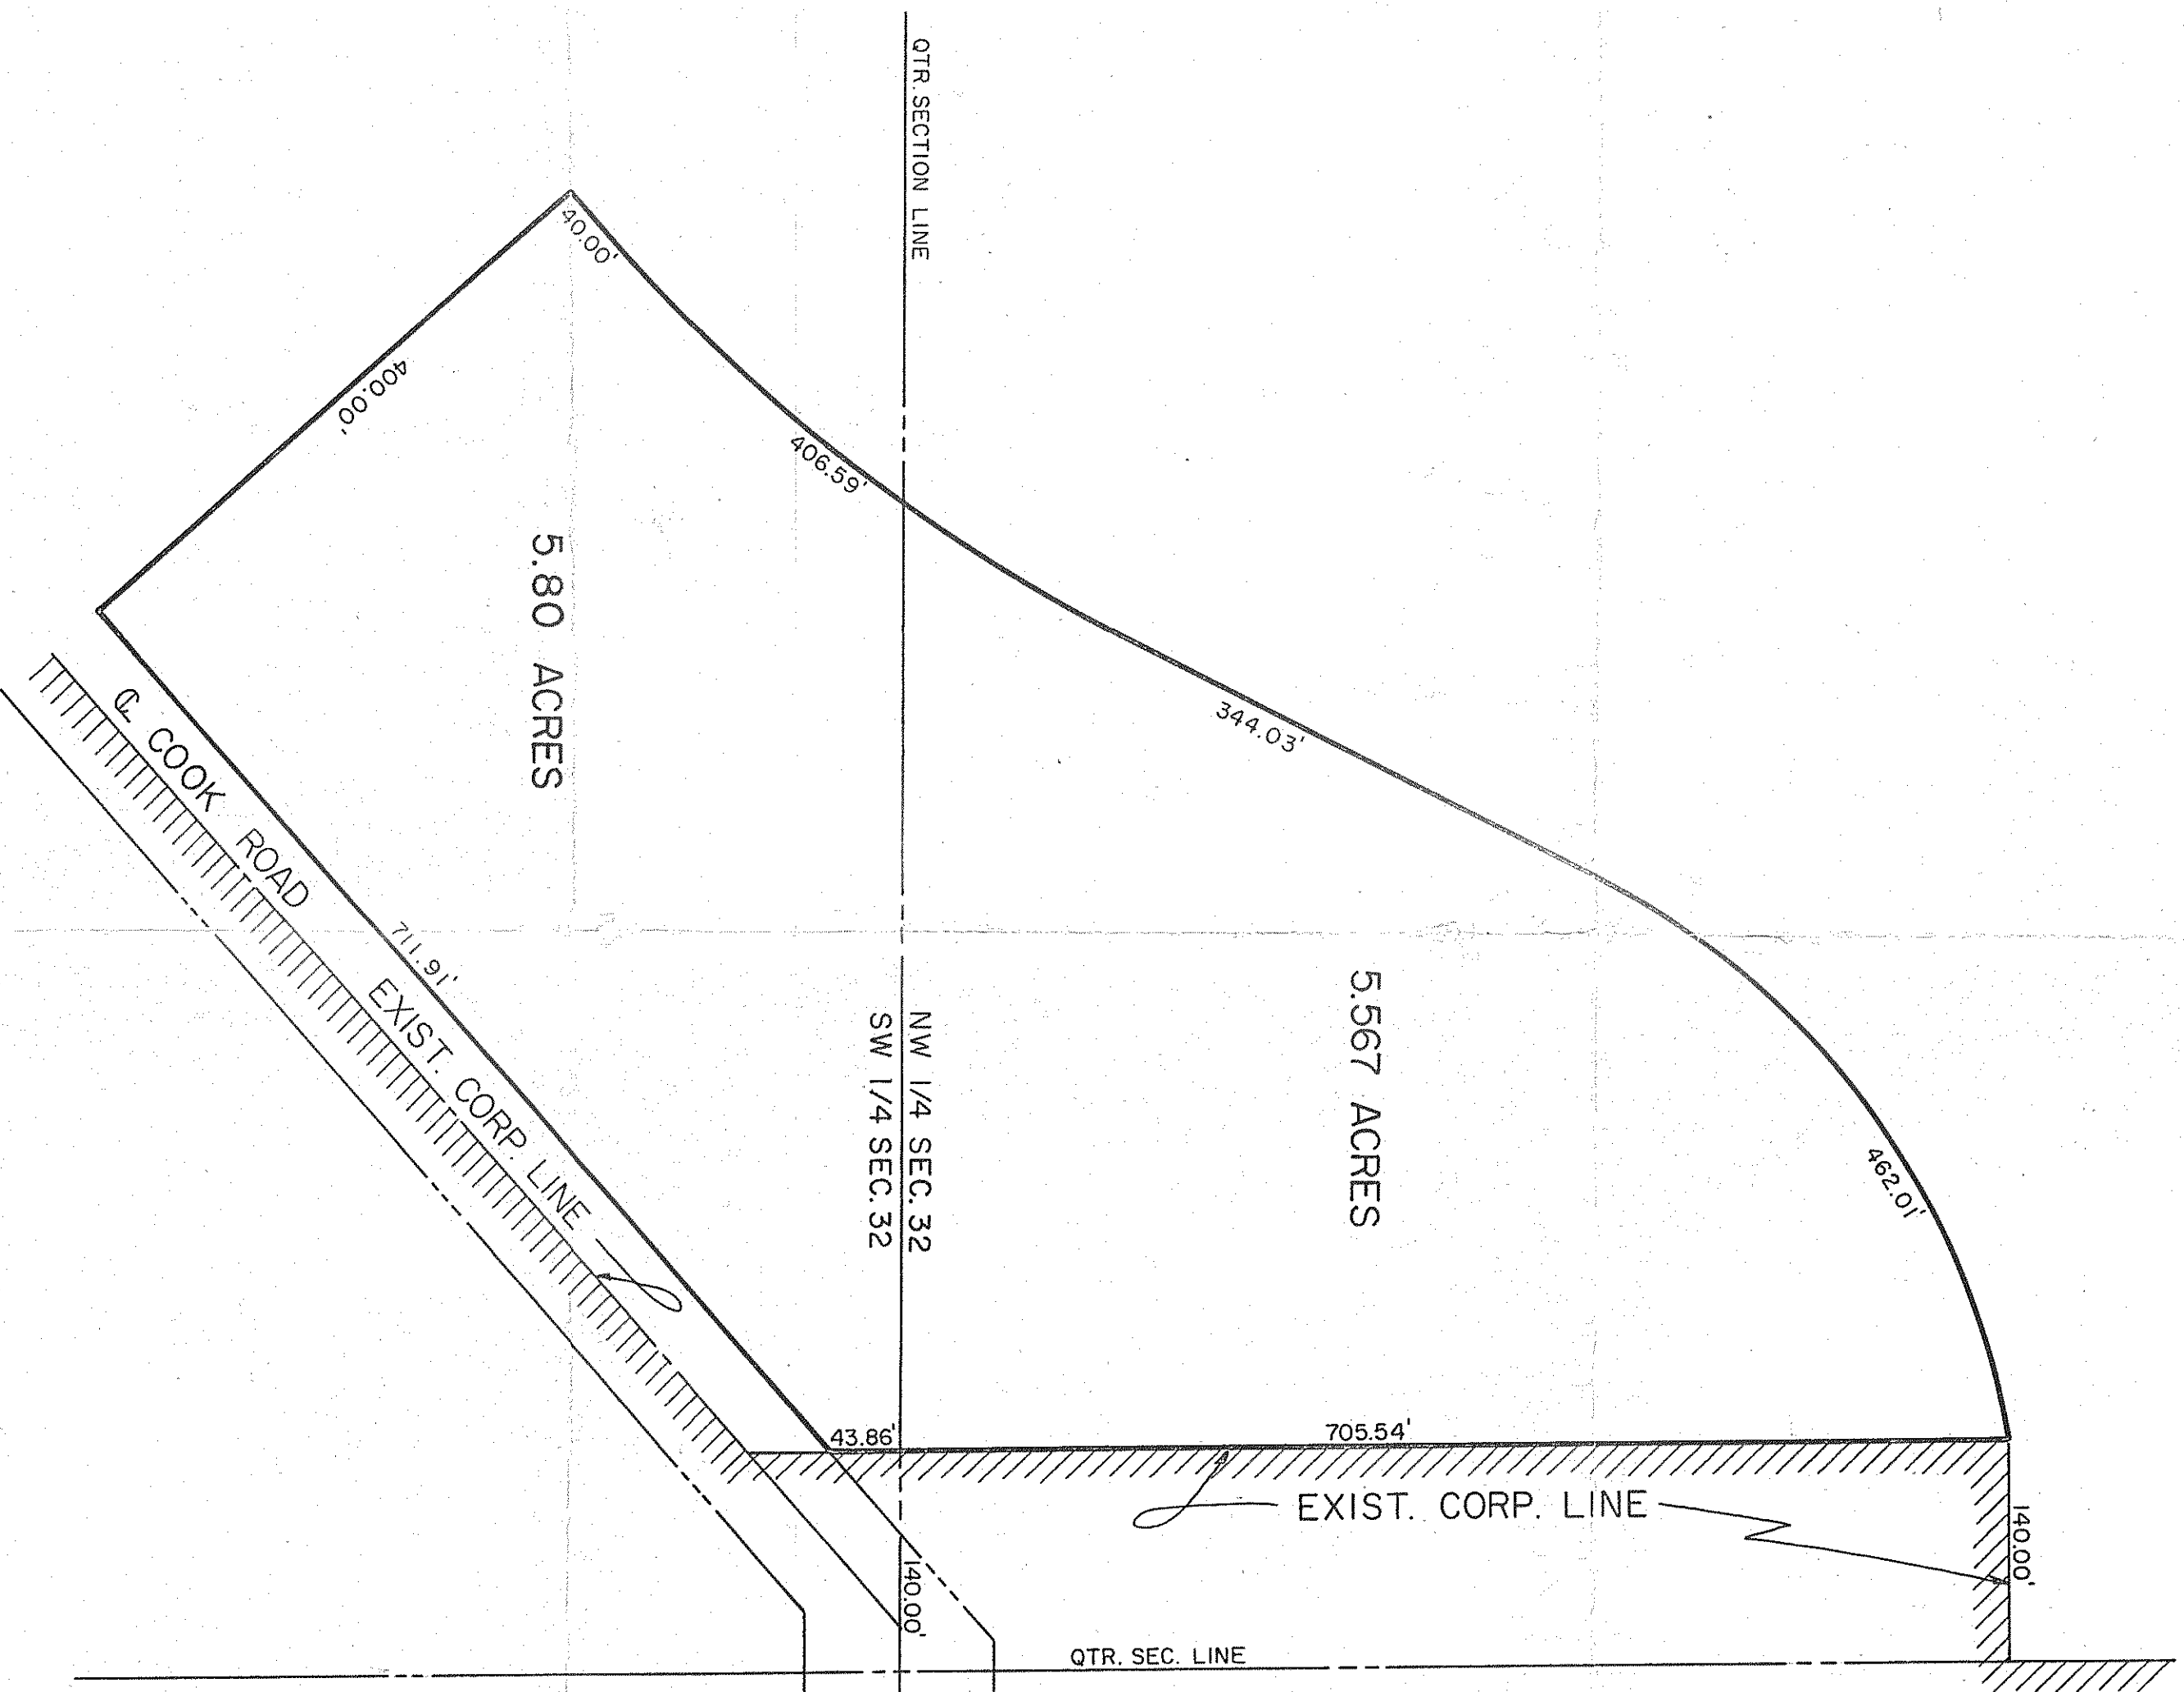 QTR. SECTION LINE
40.00'
400.00'
406.59'
5.80 ACRES
344.03'
℄ COOK ROAD
EXIST. CORP. LINE
711.91'
NW 1/4 SEC. 32
SW 1/4 SEC. 32
5.567 ACRES
462.01'
43.86'
705.54'
EXIST. CORP. LINE
140.00'
140.00'
QTR. SEC. LINE